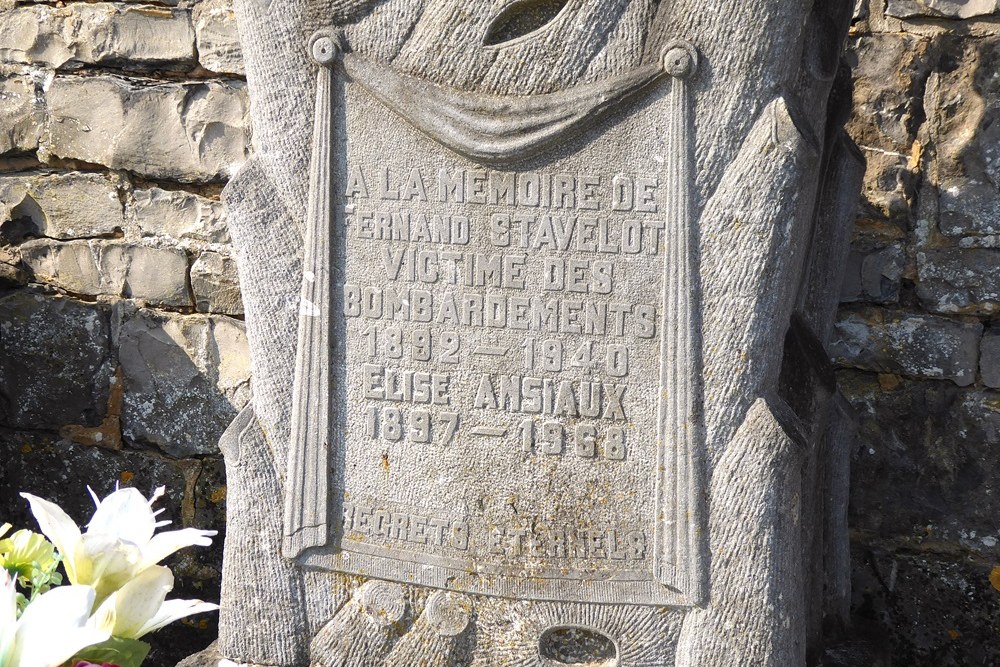 A LA MEMOIRE DE
FERNAND STAVELOT
VICTIME DES
BOMBARDEMENTS
1892 — 1940
ELISE ANSIAUX
1897 — 1968
REGRETS ETERNELS